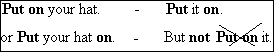 Put on your hat. - Put it on.
or Put your hat on. - But not Put on it.